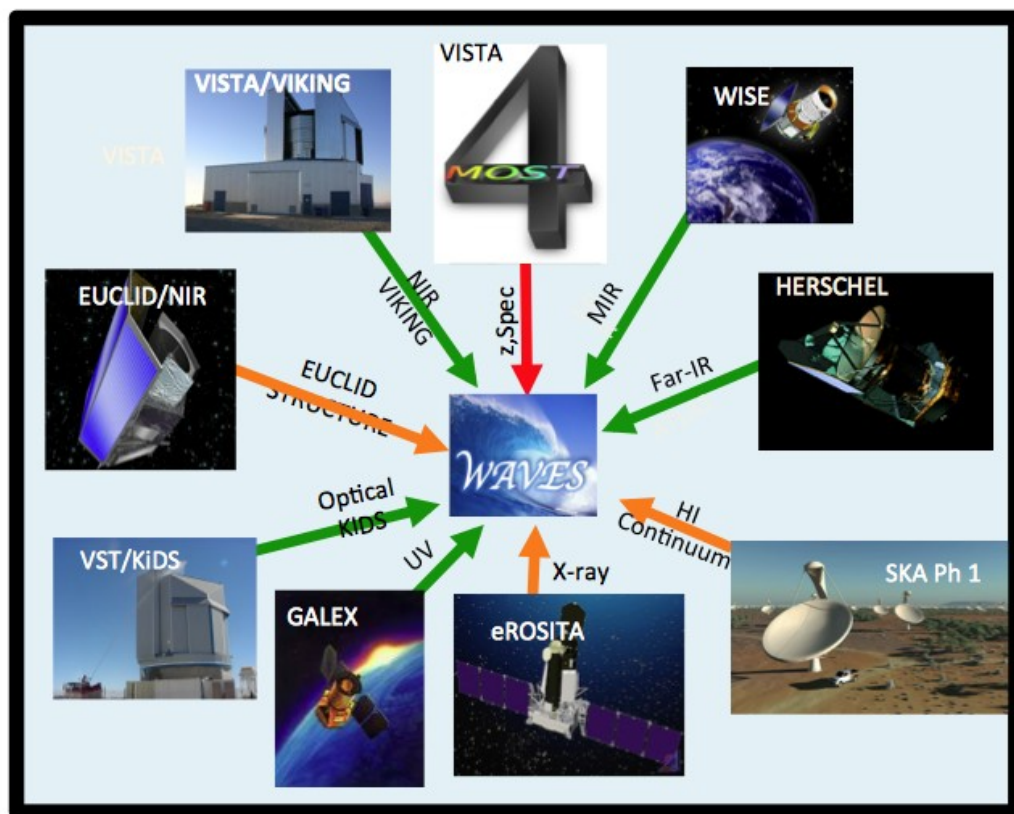 VISTA
VISTA/VIKING
WISE
VISTA
MOST
4
EUCLID/NIR
HERSCHEL
NIR
VIKING
z,Spec
MIR
EUCLID
STRUCTURE
Far-IR
WAVES
Optical
KIDS
HI
Continuum
VST/KiDS
UV
X-ray
SKA Ph 1
GALEX
eROSITA